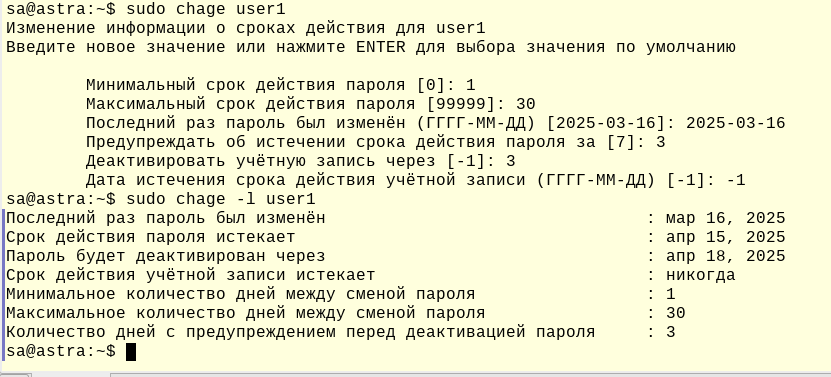 sa@astra:~$ sudo chage user1
Изменение информации о сроках действия для user1
Введите новое значение или нажмите ENTER для выбора значения по умолчанию
Минимальный срок действия пароля [0]: 1
Максимальный срок действия пароля [99999]: 30
Последний раз пароль был изменён (ГГГГ-ММ-ДД) [2025-03-16]: 2025-03-16
Предупреждать об истечении срока действия пароля за [7]: 3
Деактивировать учётную запись через [-1]: 3
Дата истечения срока действия учётной записи (ГГГГ-ММ-ДД) [-1]: -1
sa@astra:~$ sudo chage -l user1
Последний раз пароль был изменён : мар 16, 2025
Срок действия пароля истекает : апр 15, 2025
Пароль будет деактивирован через : апр 18, 2025
Срок действия учётной записи истекает : никогда
Минимальное количество дней между сменой пароля : 1
Максимальное количество дней между сменой пароля : 30
Количество дней с предупреждением перед деактивацией пароля : 3
sa@astra:~$